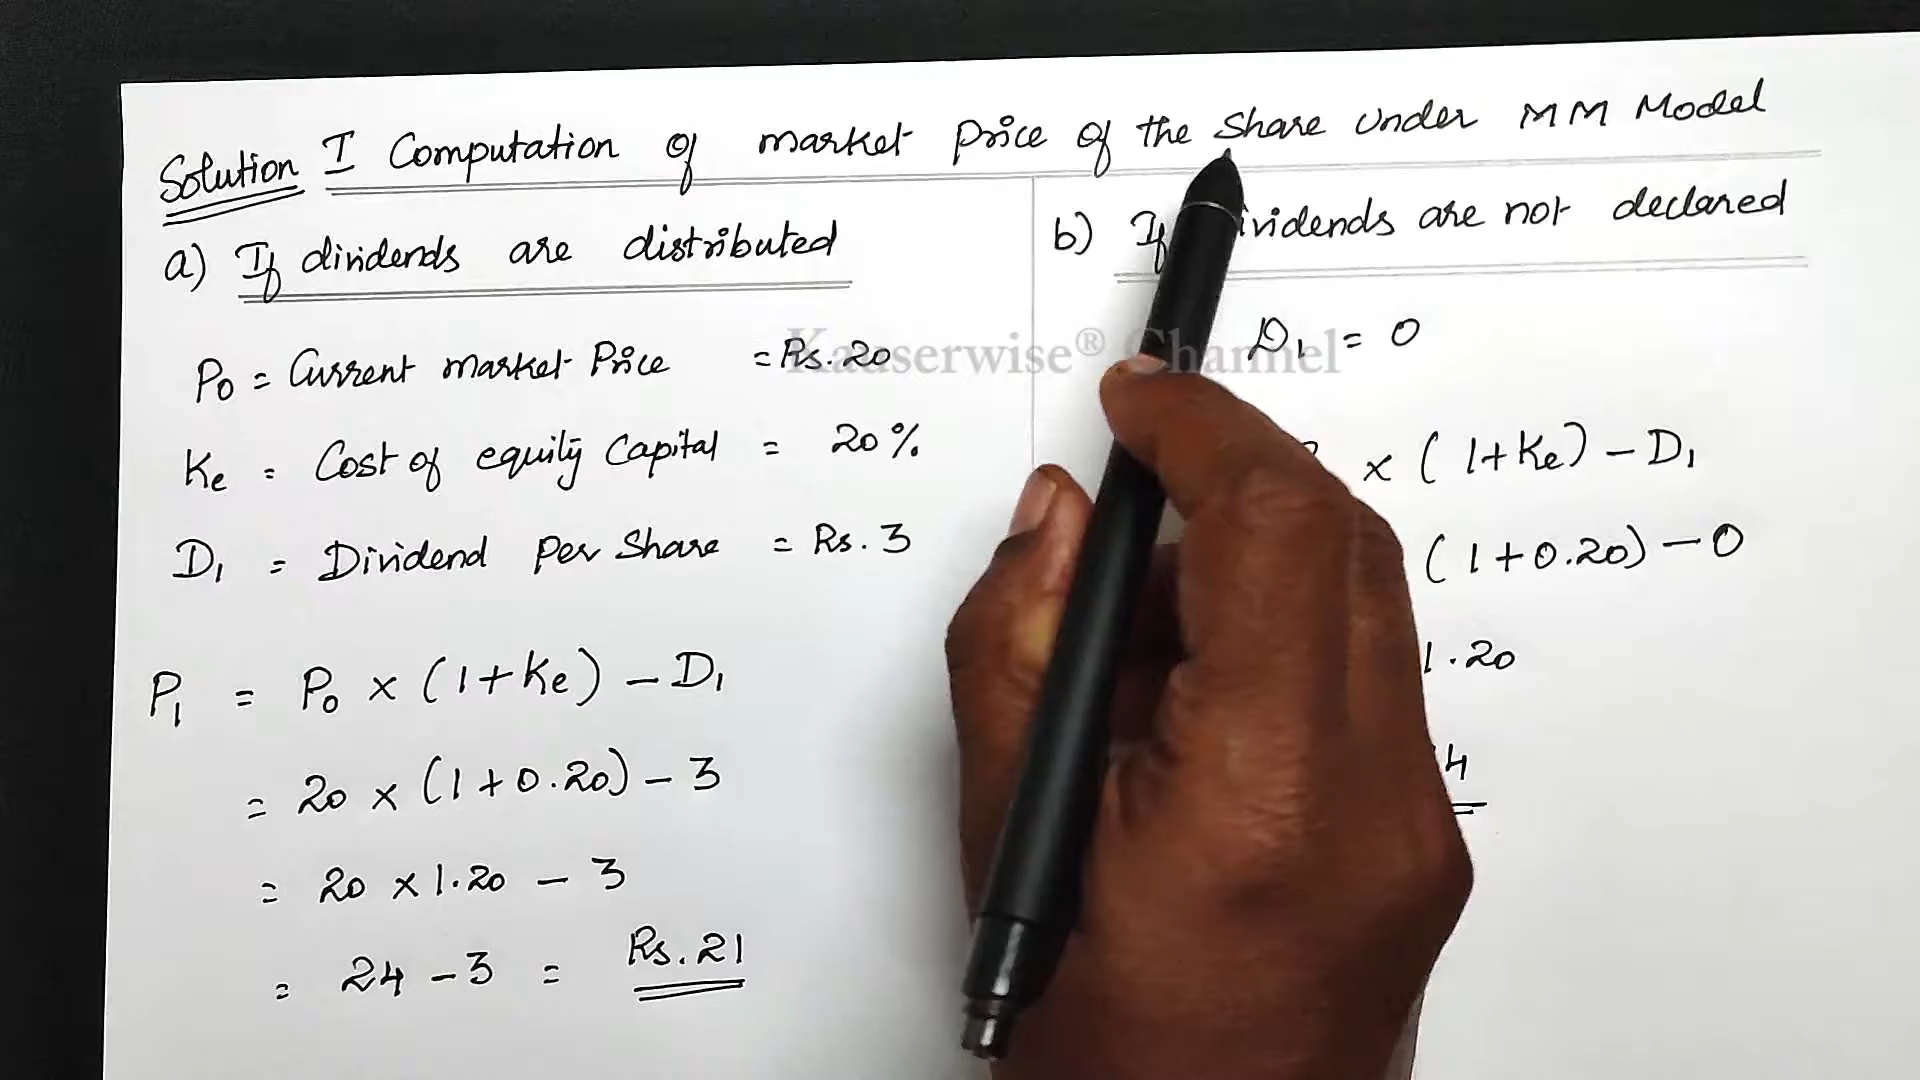 Solution I Computation of market Price of the Share under MM Model
a) If dividends are distributed
P0 = Current market Price = Rs. 20
Ke = Cost of equity Capital = 20%
D1 = Dividend Per Share = Rs. 3
P1 = P0 × (1+Ke) – D1
= 20 × (1+0.20) – 3
= 20 × 1.20 – 3
= 24 – 3 = Rs. 21
b) If dividends are not declared
D1 = 0
× (1+Ke) – D1
(1+0.20) – 0
1.20
4
Kauserwise® Channel